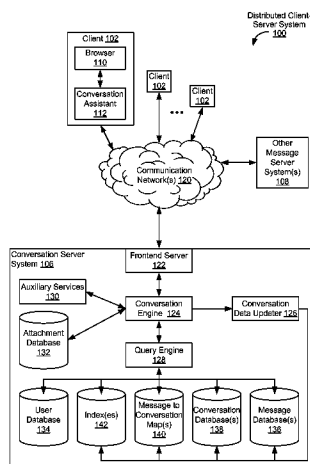 Distributed Client-
Server System
100
Client 102
Browser
110
Conversation
Assistant
112
Client
102
Client
102
Communication
Network(s) 120
Other
Message
Server
System(s)
108
Conversation Server
System 106
Frontend Server
122
Auxiliary Services
130
Conversation
Engine 124
Conversation
Data Updater 126
Attachment
Database
132
Query Engine
128
User
Database
134
Index(es)
142
Message to
Conversation
Map(s)
140
Conversation
Database(s)
138
Message
Database(s)
136